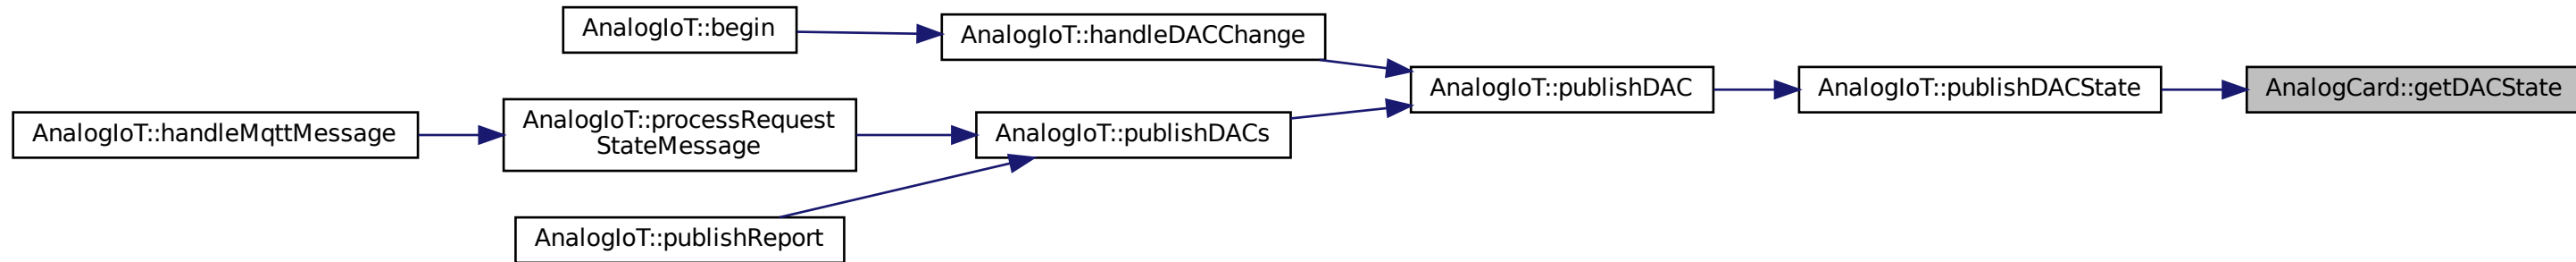 AnalogIoT::begin
AnalogIoT::handleDACChange
AnalogIoT::publishDAC
AnalogIoT::publishDACState
AnalogCard::getDACState
AnalogIoT::handleMqttMessage
AnalogIoT::processRequest
StateMessage
AnalogIoT::publishDACs
AnalogIoT::publishReport